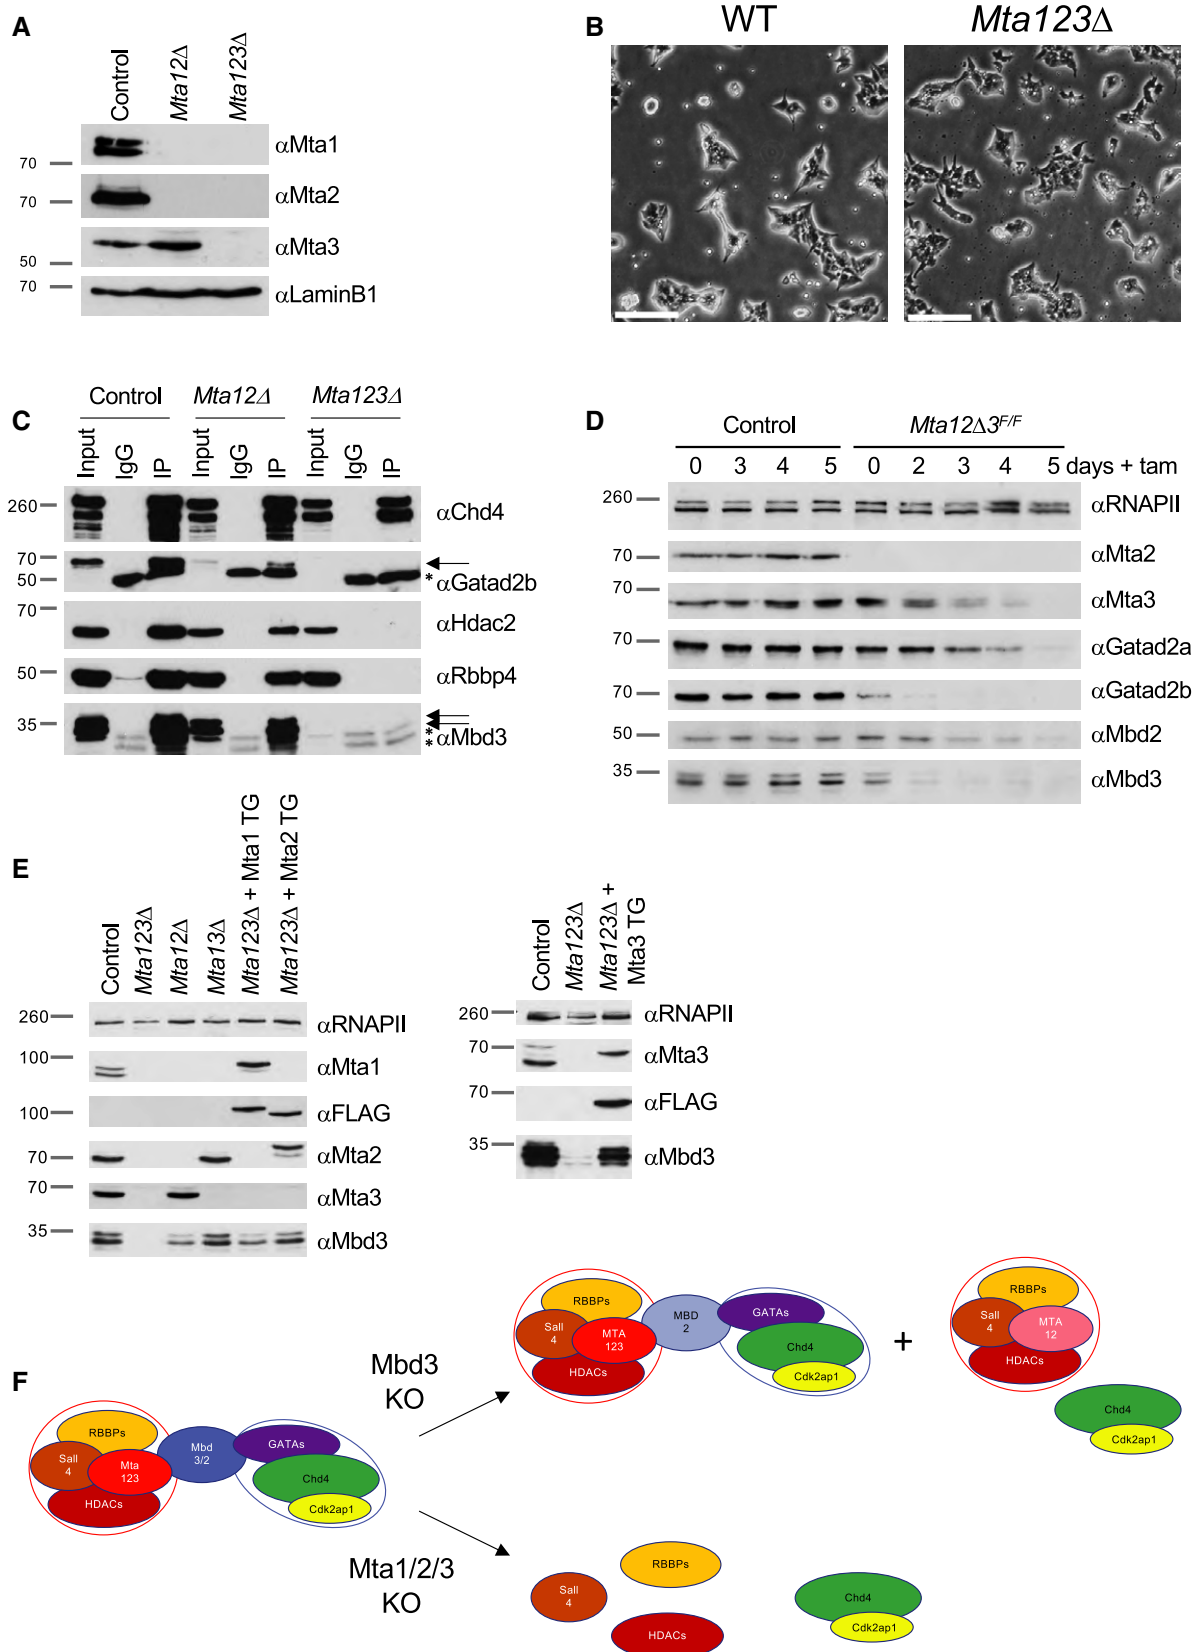 A
Control
Mta12Δ
Mta123Δ
70
αMta1
70
αMta2
50
αMta3
70
αLaminB1
B
WT
Mta123Δ
C
Control
Mta12Δ
Mta123Δ
Input
IgG
IP
Input
IgG
IP
Input
IgG
IP
260
αChd4
70
50
*
αGatad2b
70
αHdac2
50
αRbbp4
35
*
*
αMbd3
D
Control
Mta12Δ3F/F
0 3 4 5 0 2 3 4 5 days + tam
260
αRNAPII
70
αMta2
70
αMta3
70
αGatad2a
70
αGatad2b
50
αMbd2
35
αMbd3
E
Control
Mta123Δ
Mta12Δ
Mta13Δ
Mta123Δ + Mta1 TG
Mta123Δ + Mta2 TG
260
αRNAPII
100
αMta1
100
αFLAG
70
αMta2
70
αMta3
35
αMbd3
Control
Mta123Δ
Mta123Δ +
Mta3 TG
260
αRNAPII
70
αMta3
70
αFLAG
35
αMbd3
F
RBBPs
Sall
4
Mta
123
HDACs
Mbd
3/2
GATAs
Chd4
Cdk2ap1
Mbd3
KO
RBBPs
Sall
4
MTA
123
HDACs
MBD
2
GATAs
Chd4
Cdk2ap1
+
RBBPs
Sall
4
MTA
12
HDACs
Chd4
Cdk2ap1
Mta1/2/3
KO
RBBPs
Sall
4
HDACs
Chd4
Cdk2ap1